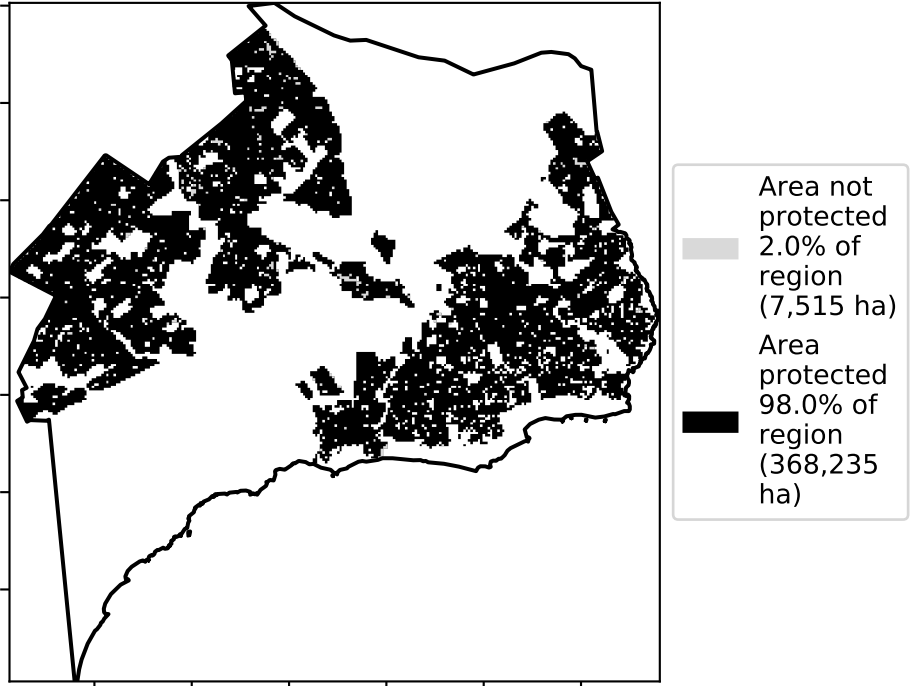 Area not
protected
2.0% of
region
(7,515 ha)
Area
protected
98.0% of
region
(368,235
ha)